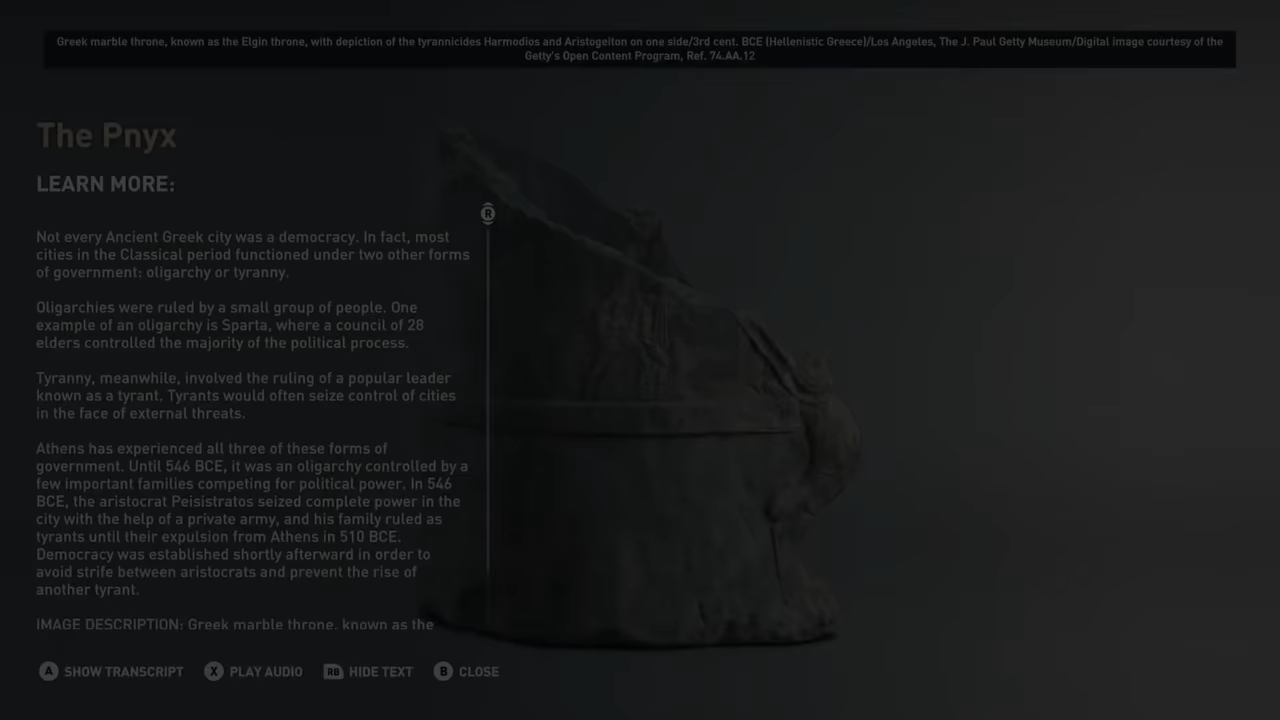 Greek marble throne, known as the Elgin throne, with depiction of the tyrannicides Harmodios and Aristogeiton on one side/3rd cent. BCE (Hellenistic Greece)/Los Angeles, The J. Paul Getty Museum/Digital image courtesy of the
Getty's Open Content Program, Ref. 74.AA.12
The Pnyx
LEARN MORE:
R
Not every Ancient Greek city was a democracy. In fact, most
cities in the Classical period functioned under two other forms
of government: oligarchy or tyranny.
Oligarchies were ruled by a small group of people. One
example of an oligarchy is Sparta, where a council of 28
elders controlled the majority of the political process.
Tyranny, meanwhile, involved the ruling of a popular leader
known as a tyrant. Tyrants would often seize control of cities
in the face of external threats.
Athens has experienced all three of these forms of
government. Until 546 BCE, it was an oligarchy controlled by a
few important families competing for political power. In 546
BCE, the aristocrat Peisistratos seized complete power in the
city with the help of a private army, and his family ruled as
tyrants until their expulsion from Athens in 510 BCE.
Democracy was established shortly afterward in order to
avoid strife between aristocrats and prevent the rise of
another tyrant.
IMAGE DESCRIPTION: Greek marble throne, known as the
A SHOW TRANSCRIPT X PLAY AUDIO RB HIDE TEXT B CLOSE